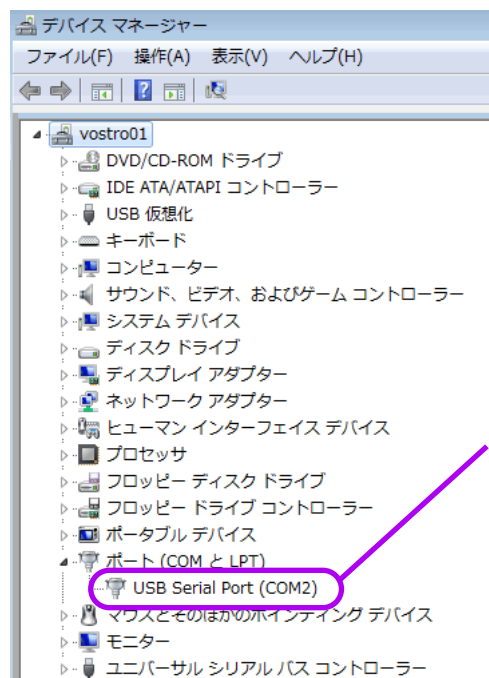 デバイス マネージャー
ファイル(F) 操作(A) 表示(V) ヘルプ(H)
vostro01
DVD/CD-ROM ドライブ
IDE ATA/ATAPI コントローラー
USB 仮想化
キーボード
コンピューター
サウンド、ビデオ、およびゲーム コントローラー
システム デバイス
ディスク ドライブ
ディスプレイ アダプター
ネットワーク アダプター
ヒューマン インターフェイス デバイス
プロセッサ
フロッピー ディスク ドライブ
フロッピー ドライブ コントローラー
ポータブル デバイス
ポート (COM と LPT)
USB Serial Port (COM2)
マウスとそのほかのポインティング デバイス
モニター
ユニバーサル シリアル バス コントローラー